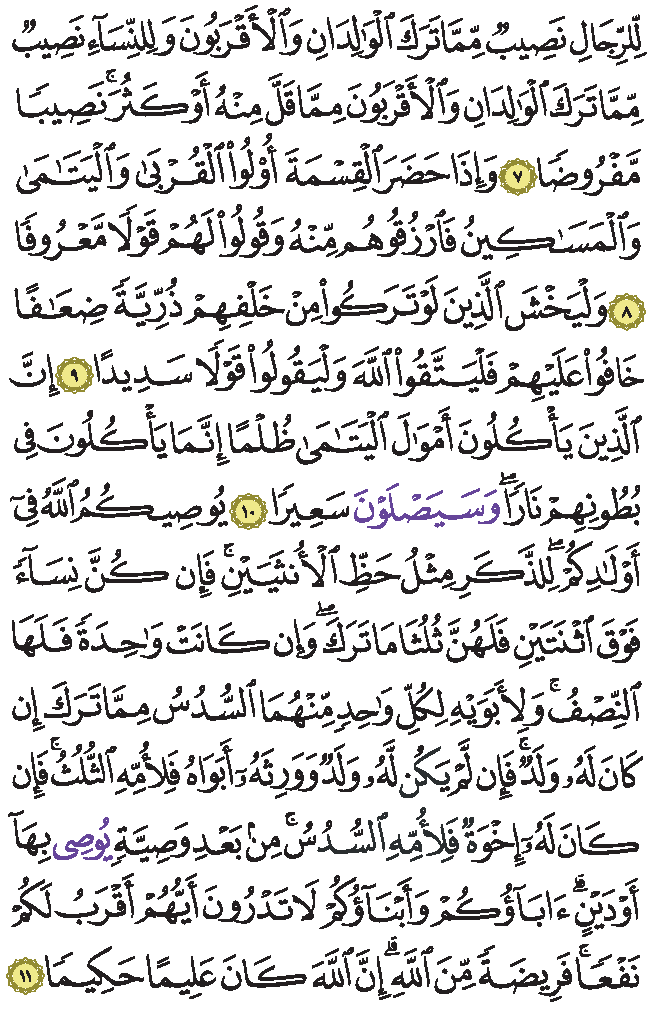 لِّلرِّجَالِ نَصِيبٌ مِّمَّا تَرَكَ ٱلْوَٰلِدَانِ وَٱلْأَقْرَبُونَ وَلِلنِّسَآءِ نَصِيبٌ
مِّمَّا تَرَكَ ٱلْوَٰلِدَانِ وَٱلْأَقْرَبُونَ مِمَّا قَلَّ مِنْهُ أَوْ كَثُرَ ۚ نَصِيبًا
مَّفْرُوضًا ٧ وَإِذَا حَضَرَ ٱلْقِسْمَةَ أُو۟لُوا۟ ٱلْقُرْبَىٰ وَٱلْيَتَٰمَىٰ
وَٱلْمَسَٰكِينُ فَٱرْزُقُوهُم مِّنْهُ وَقُولُوا۟ لَهُمْ قَوْلًا مَّعْرُوفًا
٨ وَلْيَخْشَ ٱلَّذِينَ لَوْ تَرَكُوا۟ مِنْ خَلْفِهِمْ ذُرِّيَّةً ضِعَٰفًا
خَافُوا۟ عَلَيْهِمْ فَلْيَتَّقُوا۟ ٱللَّهَ وَلْيَقُولُوا۟ قَوْلًا سَدِيدًا ٩ إِنَّ
ٱلَّذِينَ يَأْكُلُونَ أَمْوَٰلَ ٱلْيَتَٰمَىٰ ظُلْمًا إِنَّمَا يَأْكُلُونَ فِى
بُطُونِهِمْ نَارًا ۖ وَسَيَصْلَوْنَ سَعِيرًا ١٠ يُوصِيكُمُ ٱللَّهُ فِىٓ
أَوْلَٰدِكُمْ ۖ لِلذَّكَرِ مِثْلُ حَظِّ ٱلْأُنثَيَيْنِ ۚ فَإِن كُنَّ نِسَآءً
فَوْقَ ٱثْنَتَيْنِ فَلَهُنَّ ثُلُثَا مَا تَرَكَ ۖ وَإِن كَانَتْ وَٰحِدَةً فَلَهَا
ٱلنِّصْفُ ۚ وَلِأَبَوَيْهِ لِكُلِّ وَٰحِدٍ مِّنْهُمَا ٱلسُّدُسُ مِمَّا تَرَكَ إِن
كَانَ لَهُۥ وَلَدٌ ۚ فَإِن لَّمْ يَكُن لَّهُۥ وَلَدٌ وَوَرِثَهُۥٓ أَبَوَاهُ فَلِأُمِّهِ ٱلثُّلُثُ ۚ فَإِن
كَانَ لَهُۥٓ إِخْوَةٌ فَلِأُمِّهِ ٱلسُّدُسُ ۚ مِنۢ بَعْدِ وَصِيَّةٍ يُوصِى بِهَآ
أَوْ دَيْنٍ ۗ ءَابَآؤُكُمْ وَأَبْنَآؤُكُمْ لَا تَدْرُونَ أَيُّهُمْ أَقْرَبُ لَكُمْ
نَفْعًا ۚ فَرِيضَةً مِّنَ ٱللَّهِ ۗ إِنَّ ٱللَّهَ كَانَ عَلِيمًا حَكِيمًا ١١